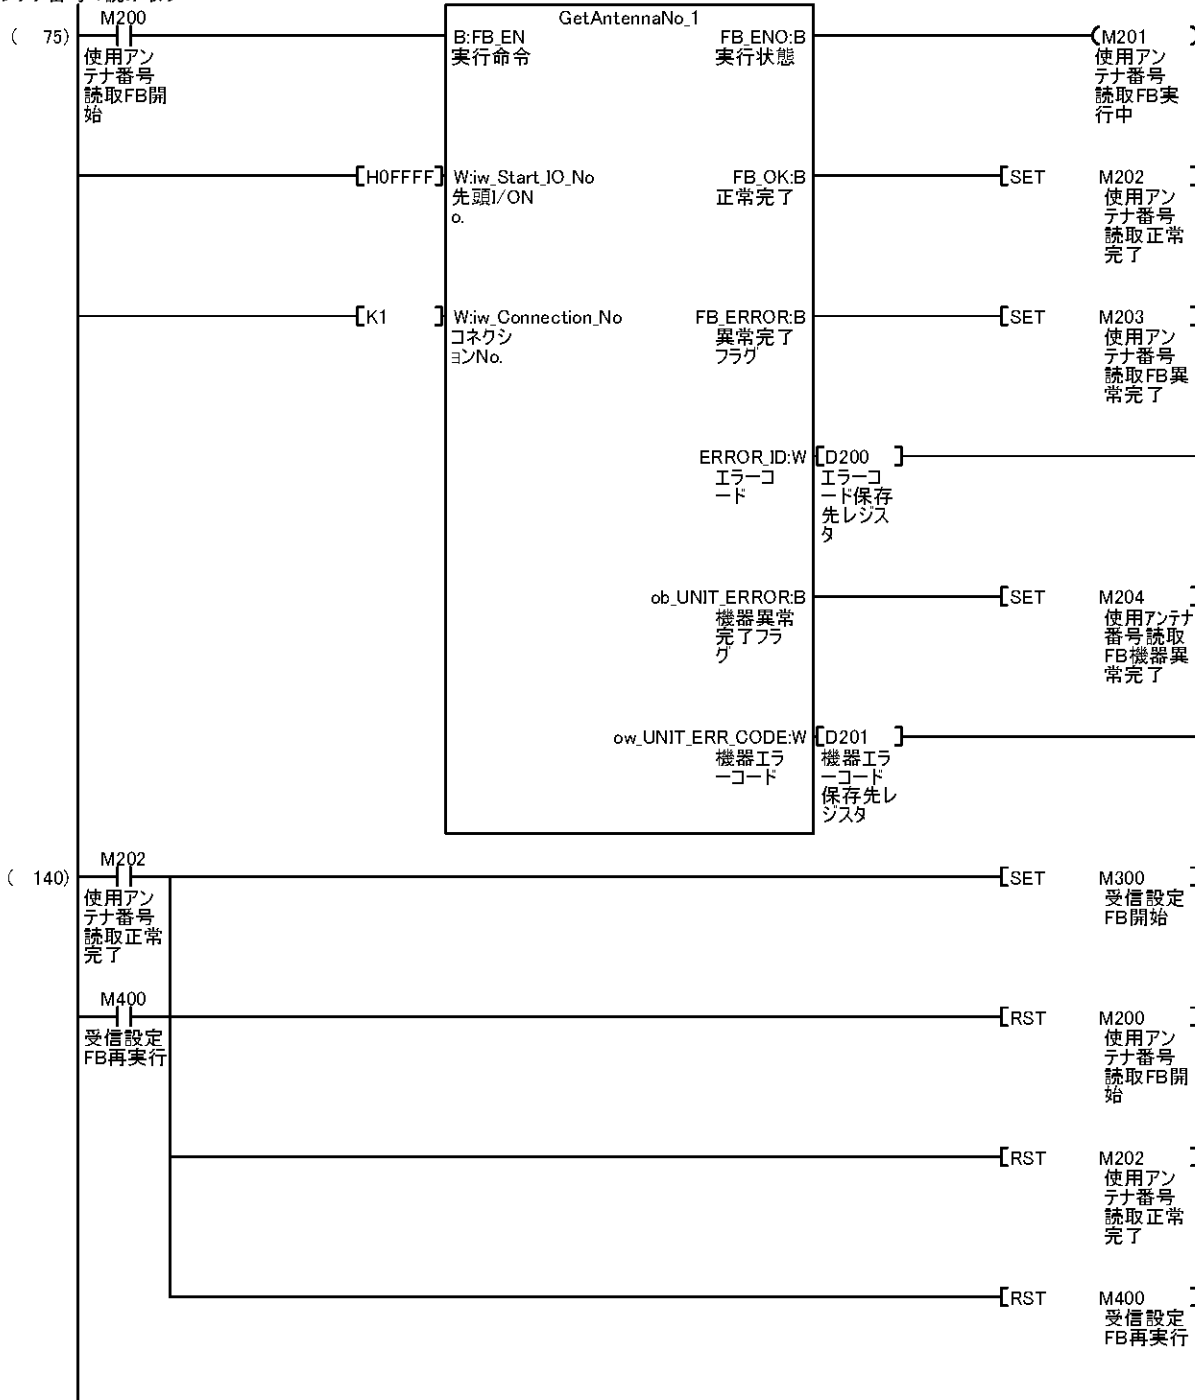 M200
( 75)
使用アン
テナ番号
読取FB開
始
GetAntennaNo_1
B:FB_EN
実行命令
FB_ENO:B
実行状態
(M201
使用アン
テナ番号
読取FB実
行中
[H0FFFF]
W:iw_Start_IO_No
先頭I/ON
o.
FB_OK:B
正常完了
[SET M202 ]
使用アン
テナ番号
読取正常
完了
[K1 ]
W:iw_Connection_No
コネクシ
ョンNo.
FB_ERROR:B
異常完了
フラグ
[SET M203 ]
使用アン
テナ番号
読取FB異
常完了
ERROR_ID:W
エラーコ
ード
[D200 ]
エラーコ
ード保存
先レジス
タ
ob_UNIT_ERROR:B
機器異常
完了フラ
グ
[SET M204 ]
使用アンテナ
番号読取
FB機器異
常完了
ow_UNIT_ERR_CODE:W
機器エラ
ーコード
[D201 ]
機器エラ
ーコード
保存先レ
ジスタ
M202
( 140)
使用アン
テナ番号
読取正常
完了
[SET M300 ]
受信設定
FB開始
M400
受信設定
FB再実行
[RST M200 ]
使用アン
テナ番号
読取FB開
始
[RST M202 ]
使用アン
テナ番号
読取正常
完了
[RST M400 ]
受信設定
FB再実行